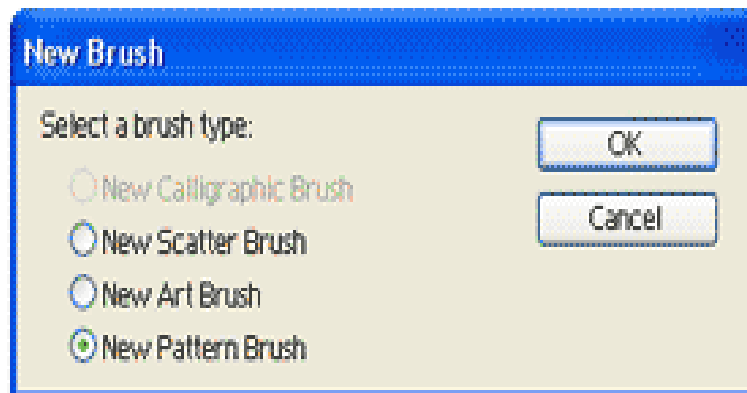 New Brush
Select a brush type:
New Calligraphic Brush
New Scatter Brush
New Art Brush
New Pattern Brush
OK
Cancel